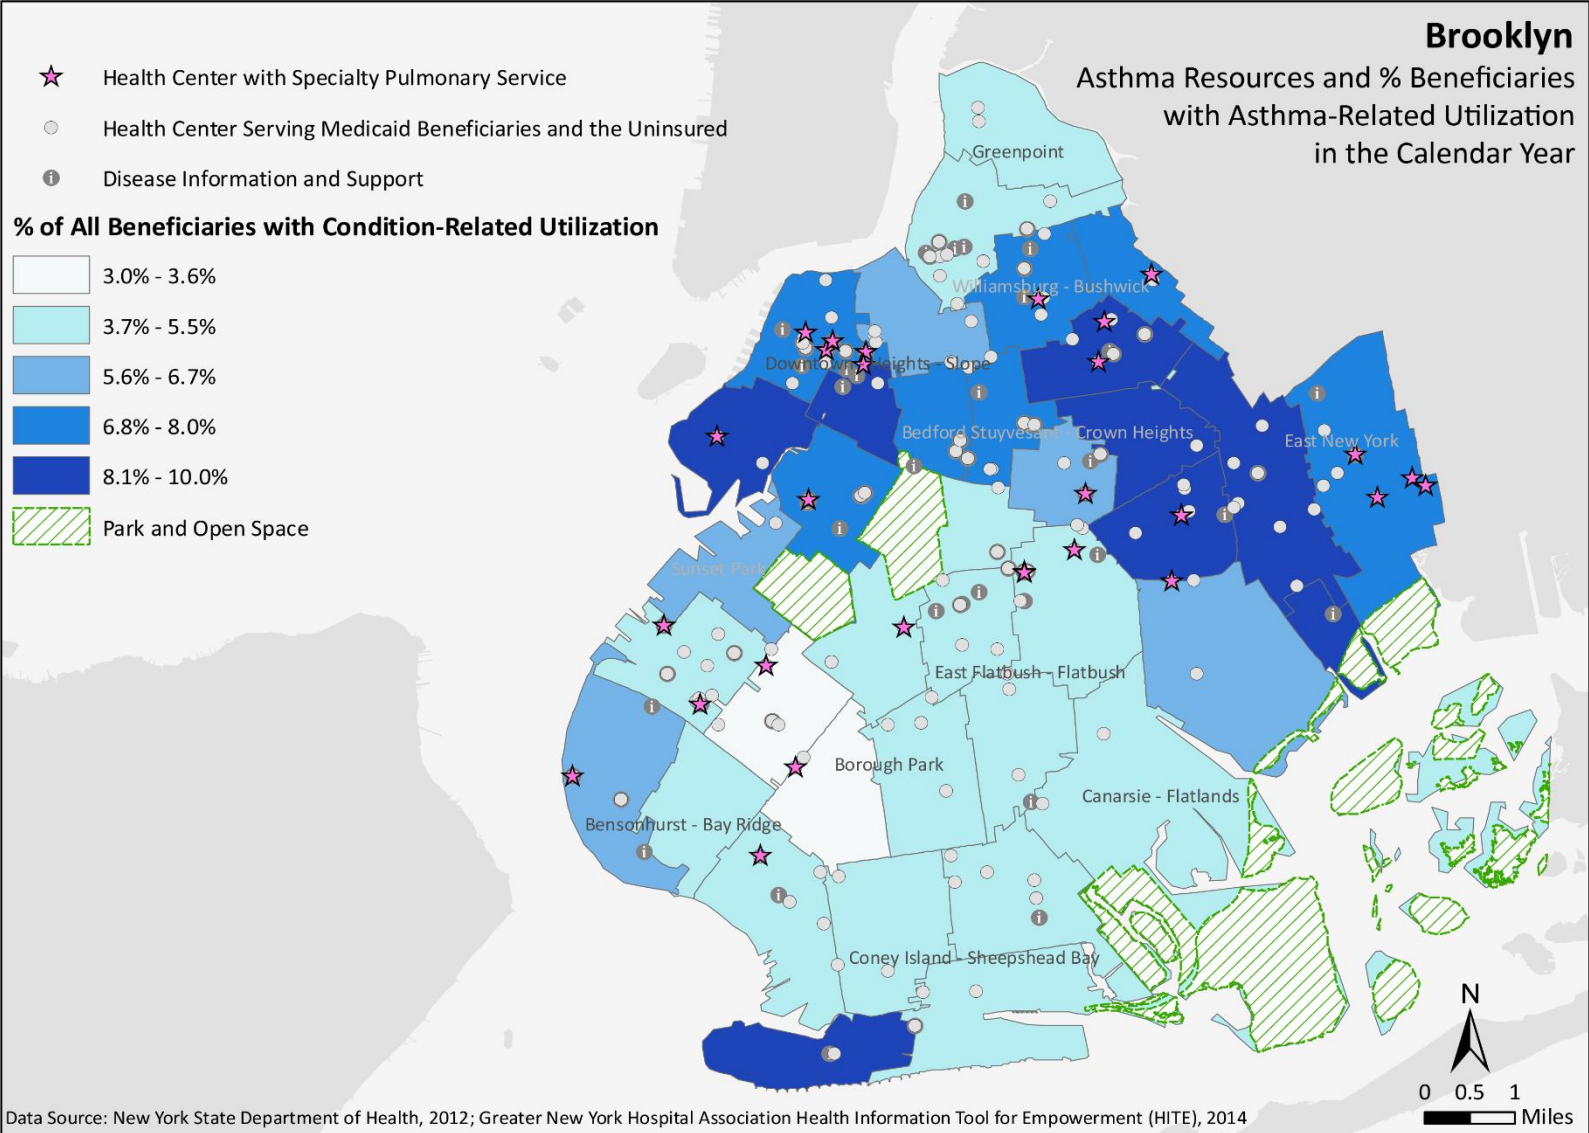 Brooklyn
Asthma Resources and % Beneficiaries
with Asthma-Related Utilization
in the Calendar Year
Health Center with Specialty Pulmonary Service
Health Center Serving Medicaid Beneficiaries and the Uninsured
Disease Information and Support
% of All Beneficiaries with Condition-Related Utilization
3.0% - 3.6%
3.7% - 5.5%
5.6% - 6.7%
6.8% - 8.0%
8.1% - 10.0%
Park and Open Space
Greenpoint
Williamsburg - Bushwick
Downtown - Heights - Slope
Bedford Stuyvesant - Crown Heights
East New York
Sunset Park
East Flatbush - Flatbush
Borough Park
Canarsie - Flatlands
Bensonhurst - Bay Ridge
Coney Island - Sheepshead Bay
N
0 0.5 1
Miles
Data Source: New York State Department of Health, 2012; Greater New York Hospital Association Health Information Tool for Empowerment (HITE), 2014